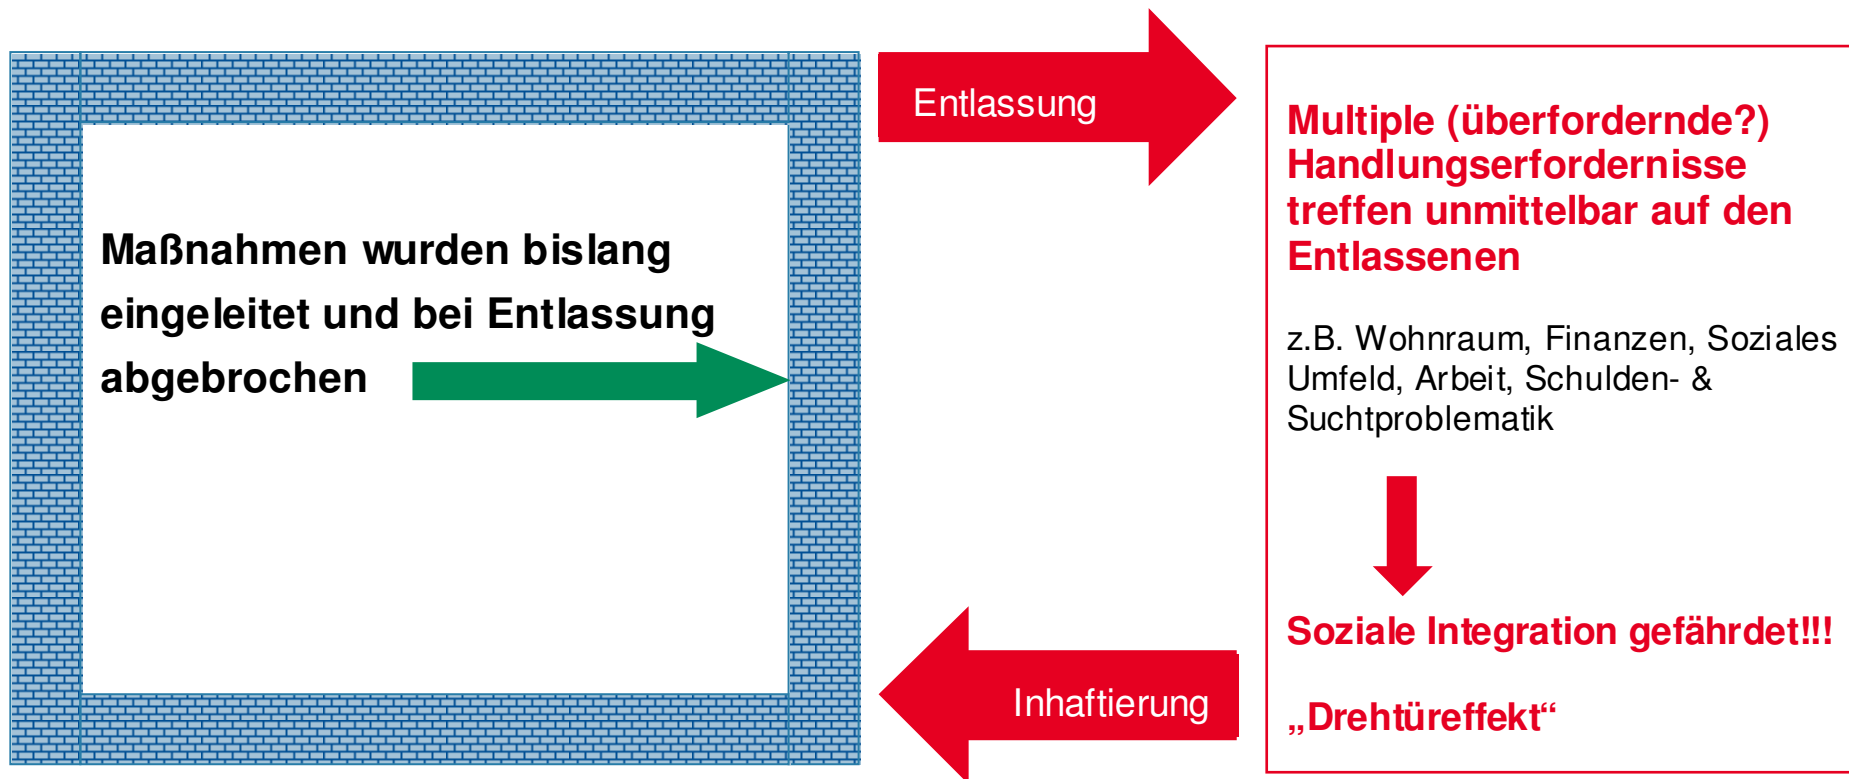 Maßnahmen wurden bislang
eingeleitet und bei Entlassung
abgebrochen
Entlassung
Multiple (überfordernde?)
Handlungserfordernisse
treffen unmittelbar auf den
Entlassenen
z.B. Wohnraum, Finanzen, Soziales
Umfeld, Arbeit, Schulden- &
Suchtproblematik
Soziale Integration gefährdet!!!
„Drehtüreffekt“
Inhaftierung